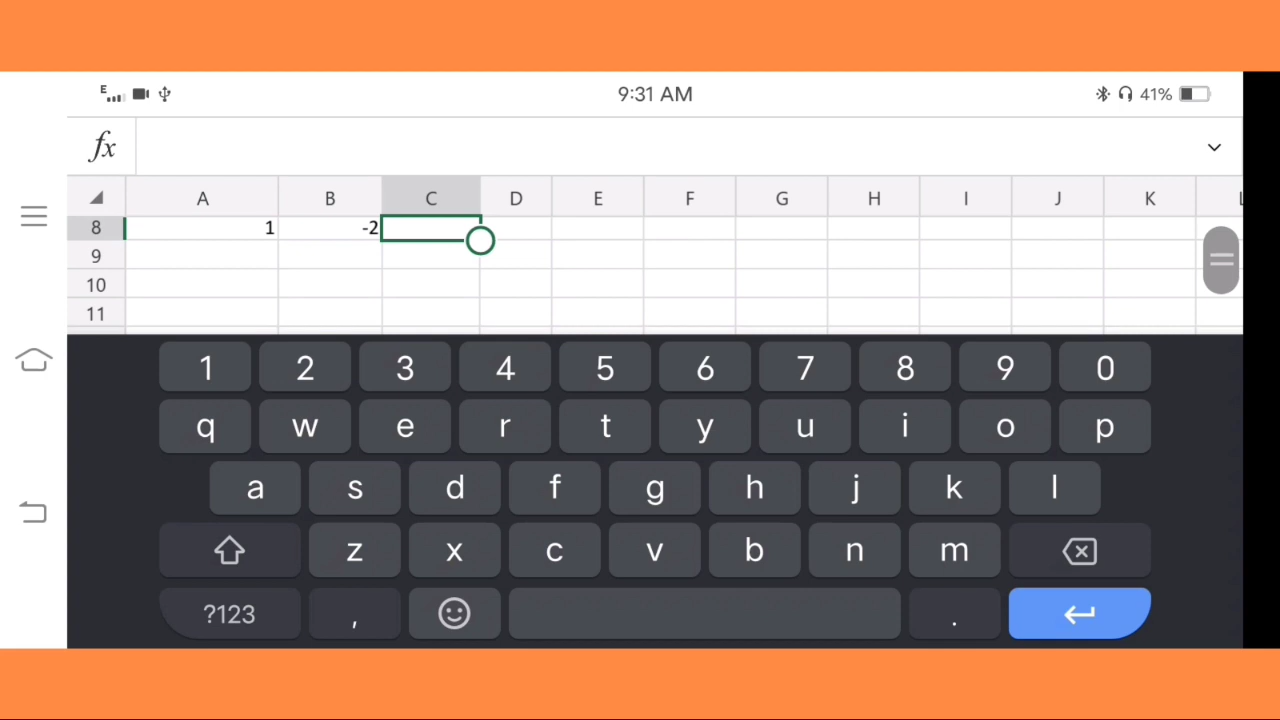 E 9:31 AM 41%
fx
A B C D E F G H I J K
8 1 -2
9
10
11
1 2 3 4 5 6 7 8 9 0
q w e r t y u i o p
a s d f g h j k l
z x c v b n m
?123 , .